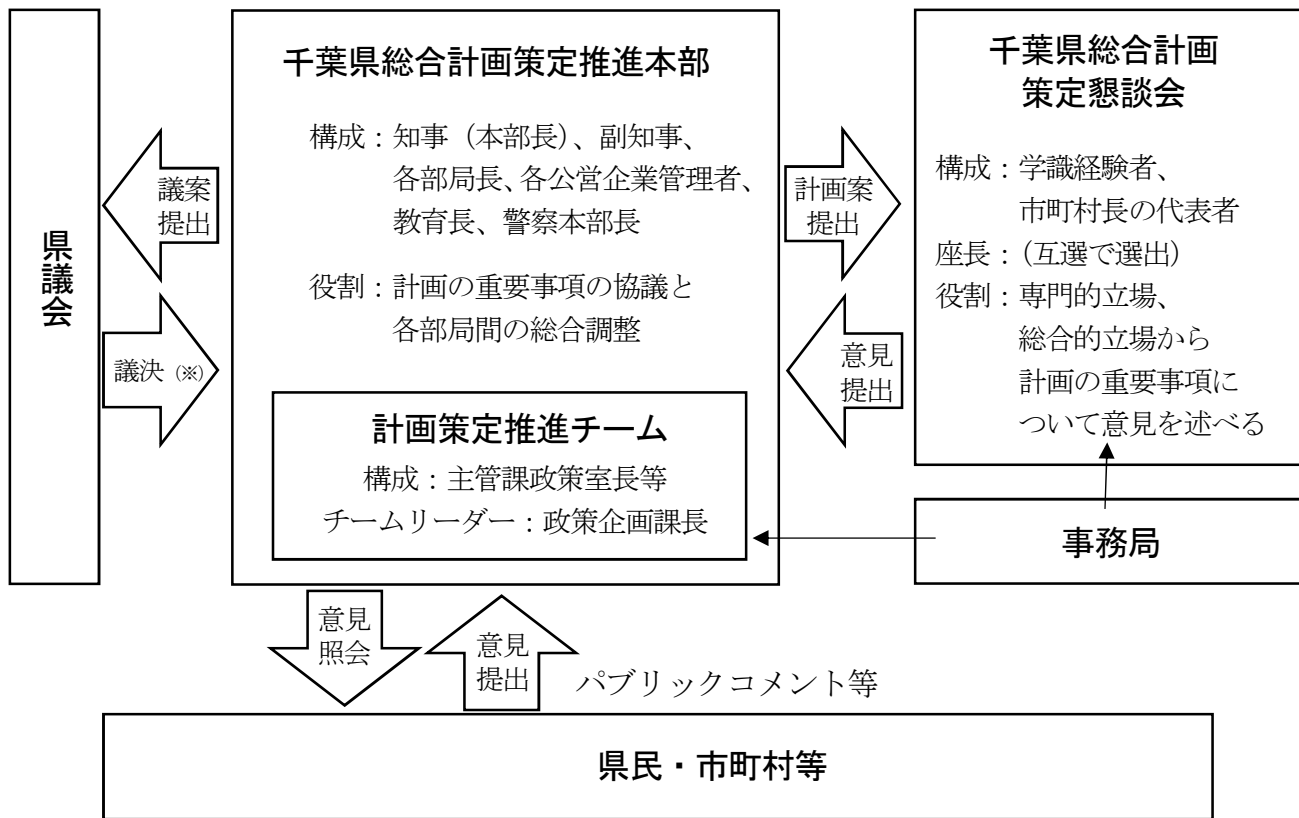 県議会
議案
提出
議決（※）
千葉県総合計画策定推進本部
構成：知事（本部長）、副知事、
各部局長、各公営企業管理者、
教育長、警察本部長
役割：計画の重要事項の協議と
各部局間の総合調整
計画策定推進チーム
構成：主管課政策室長等
チームリーダー：政策企画課長
計画案
提出
意見
提出
千葉県総合計画
策定懇談会
構成：学識経験者、
市町村長の代表者
座長：（互選で選出）
役割：専門的立場、
総合的立場から
計画の重要事項に
ついて意見を述べる
事務局
意見
照会
意見
提出
パブリックコメント等
県民・市町村等